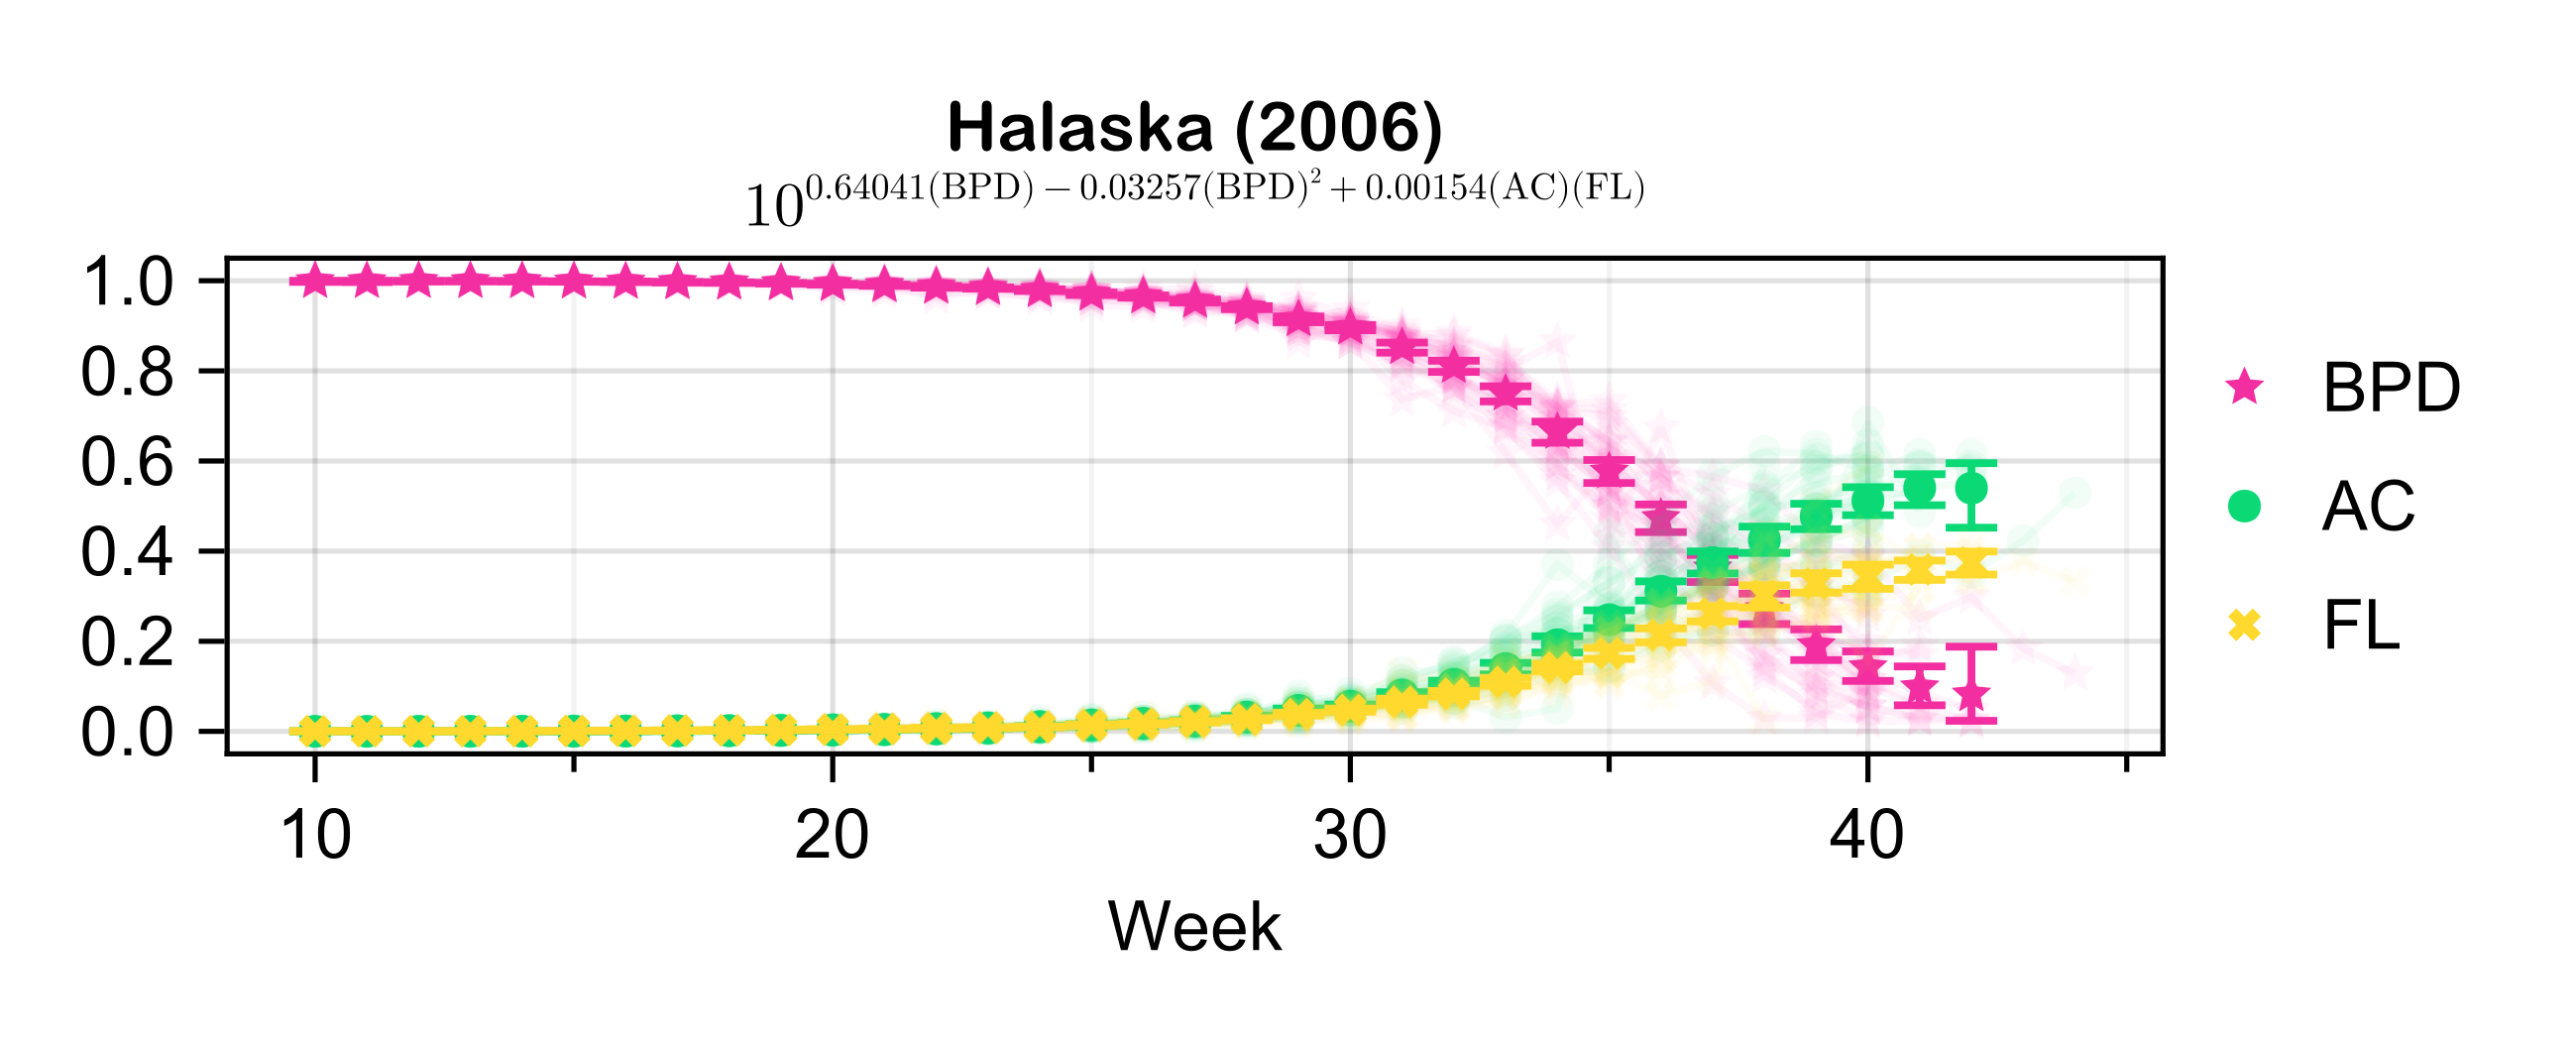 Halaska (2006)
10^{0.64041(BPD) − 0.03257(BPD)² + 0.00154(AC)(FL)}
1.0
0.8
0.6
0.4
0.2
0.0
10 20 30 40
Week
BPD
AC
FL